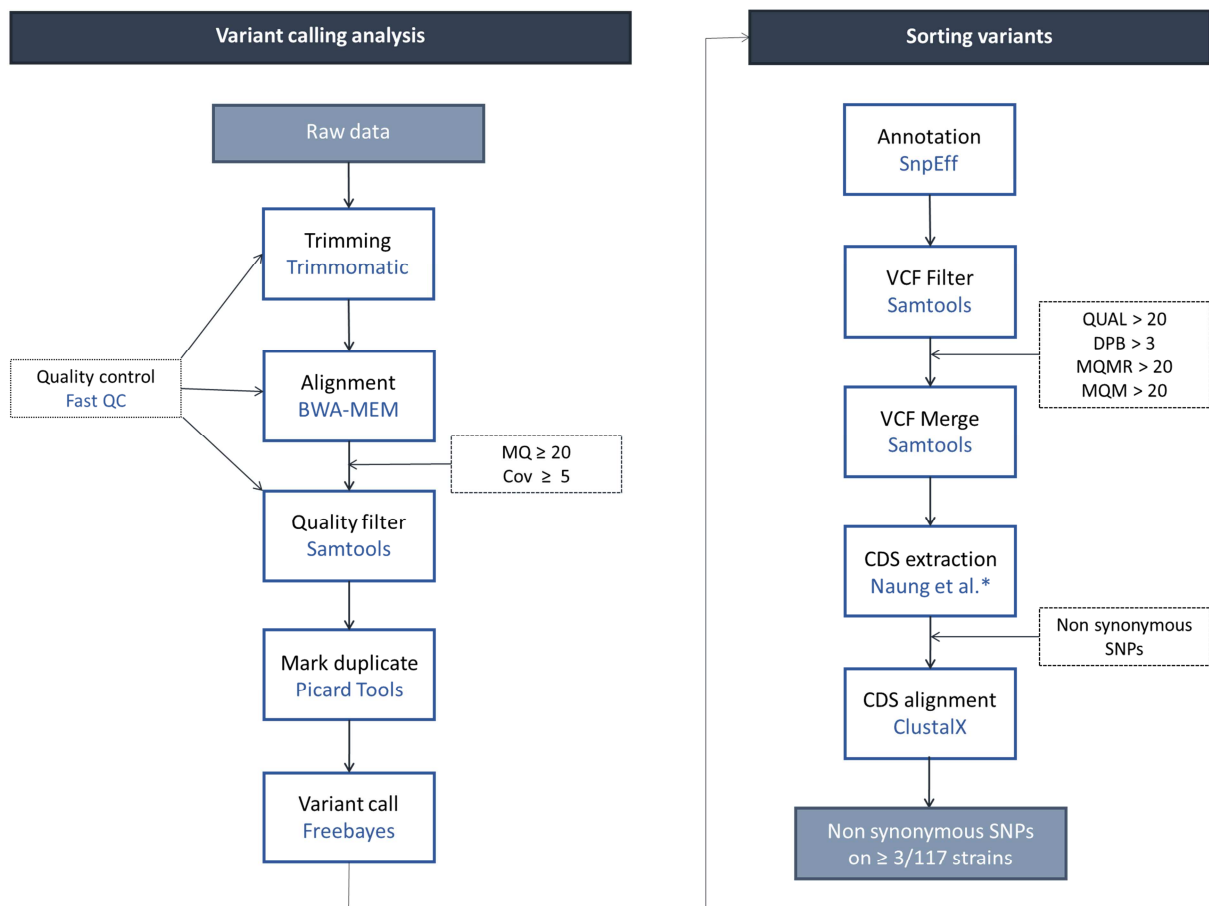 Variant calling analysis
Raw data
Trimming
Trimmomatic
Quality control
Fast QC
Alignment
BWA-MEM
MQ ≥ 20
Cov ≥ 5
Quality filter
Samtools
Mark duplicate
Picard Tools
Variant call
Freebayes
Sorting variants
Annotation
SnpEff
VCF Filter
Samtools
QUAL > 20
DPB > 3
MQMR > 20
MQM > 20
VCF Merge
Samtools
CDS extraction
Naung et al.*
Non synonymous
SNPs
CDS alignment
ClustalX
Non synonymous SNPs
on ≥ 3/117 strains